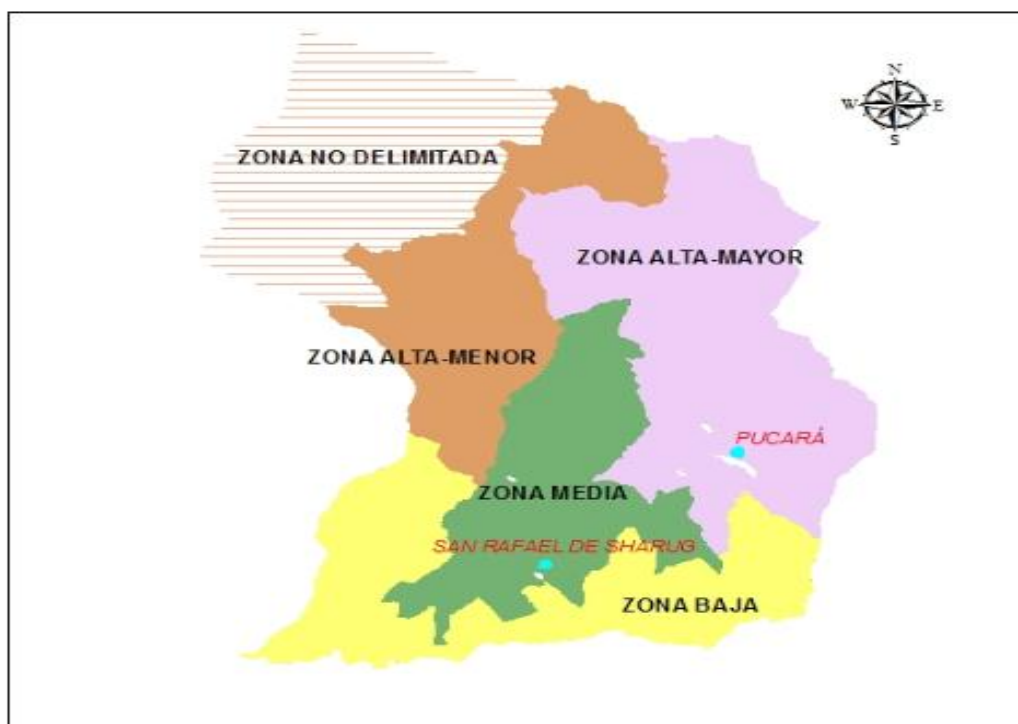 N
W E
S
ZONA NO DELIMITADA
ZONA ALTA-MAYOR
ZONA ALTA-MENOR
PUCARÁ
ZONA MEDIA
SAN RAFAEL DE SHARUG
ZONA BAJA